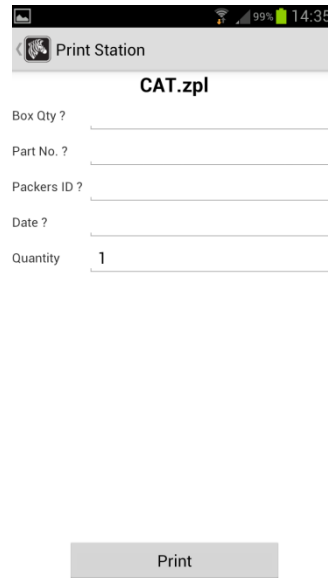 99% 14:35
Print Station
CAT.zpl
Box Qty ?
Part No. ?
Packers ID ?
Date ?
Quantity 1
Print